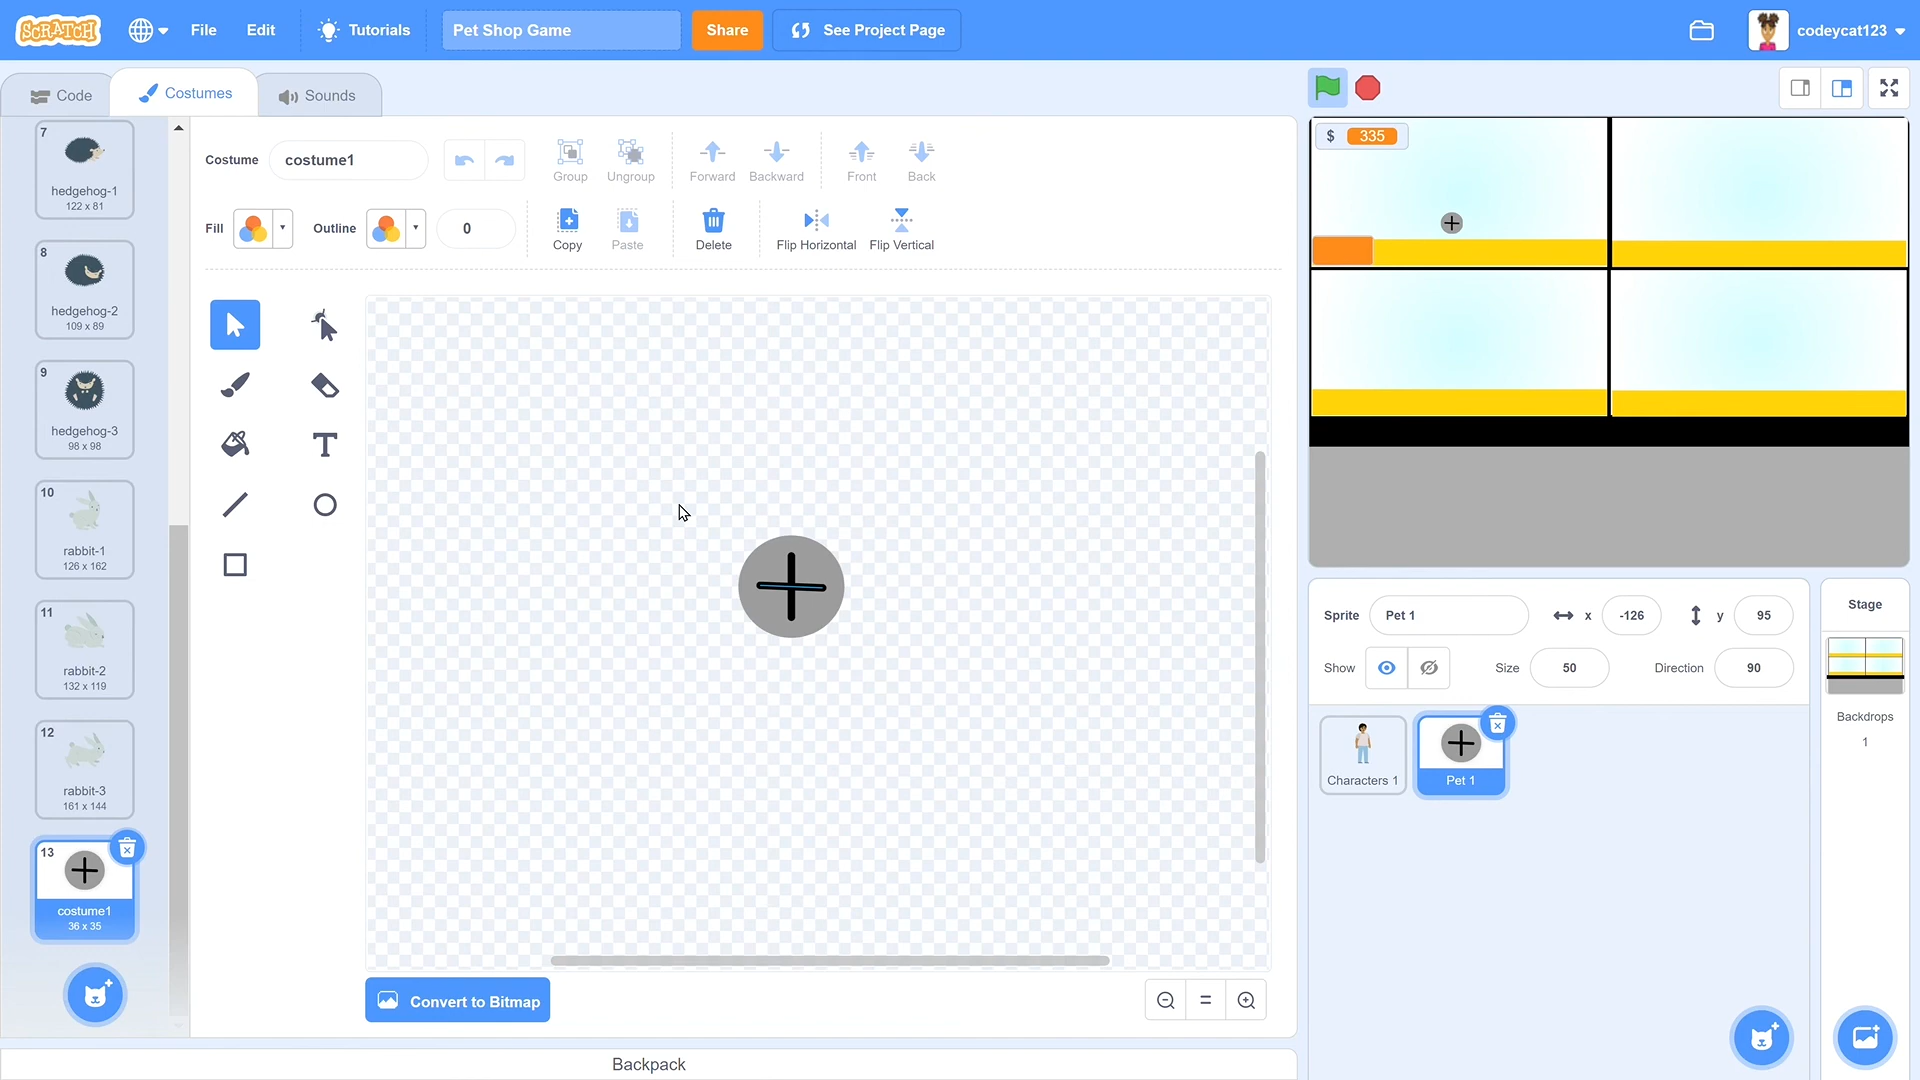 SCRATCH File Edit Tutorials Pet Shop Game Share See Project Page codeycat123
Code Costumes Sounds
Costume costume1 Group Ungroup Forward Backward Front Back
Fill Outline 0 Copy Paste Delete Flip Horizontal Flip Vertical
7
hedgehog-1
122 x 81
8
hedgehog-2
109 x 89
9
hedgehog-3
98 x 98
10
rabbit-1
126 x 162
11
rabbit-2
132 x 119
12
rabbit-3
161 x 144
13
costume1
36 x 35
T
Convert to Bitmap
Backpack
$ 335
Sprite Pet 1 x -126 y 95
Show Size 50 Direction 90
Characters 1 Pet 1
Stage
Backdrops
1